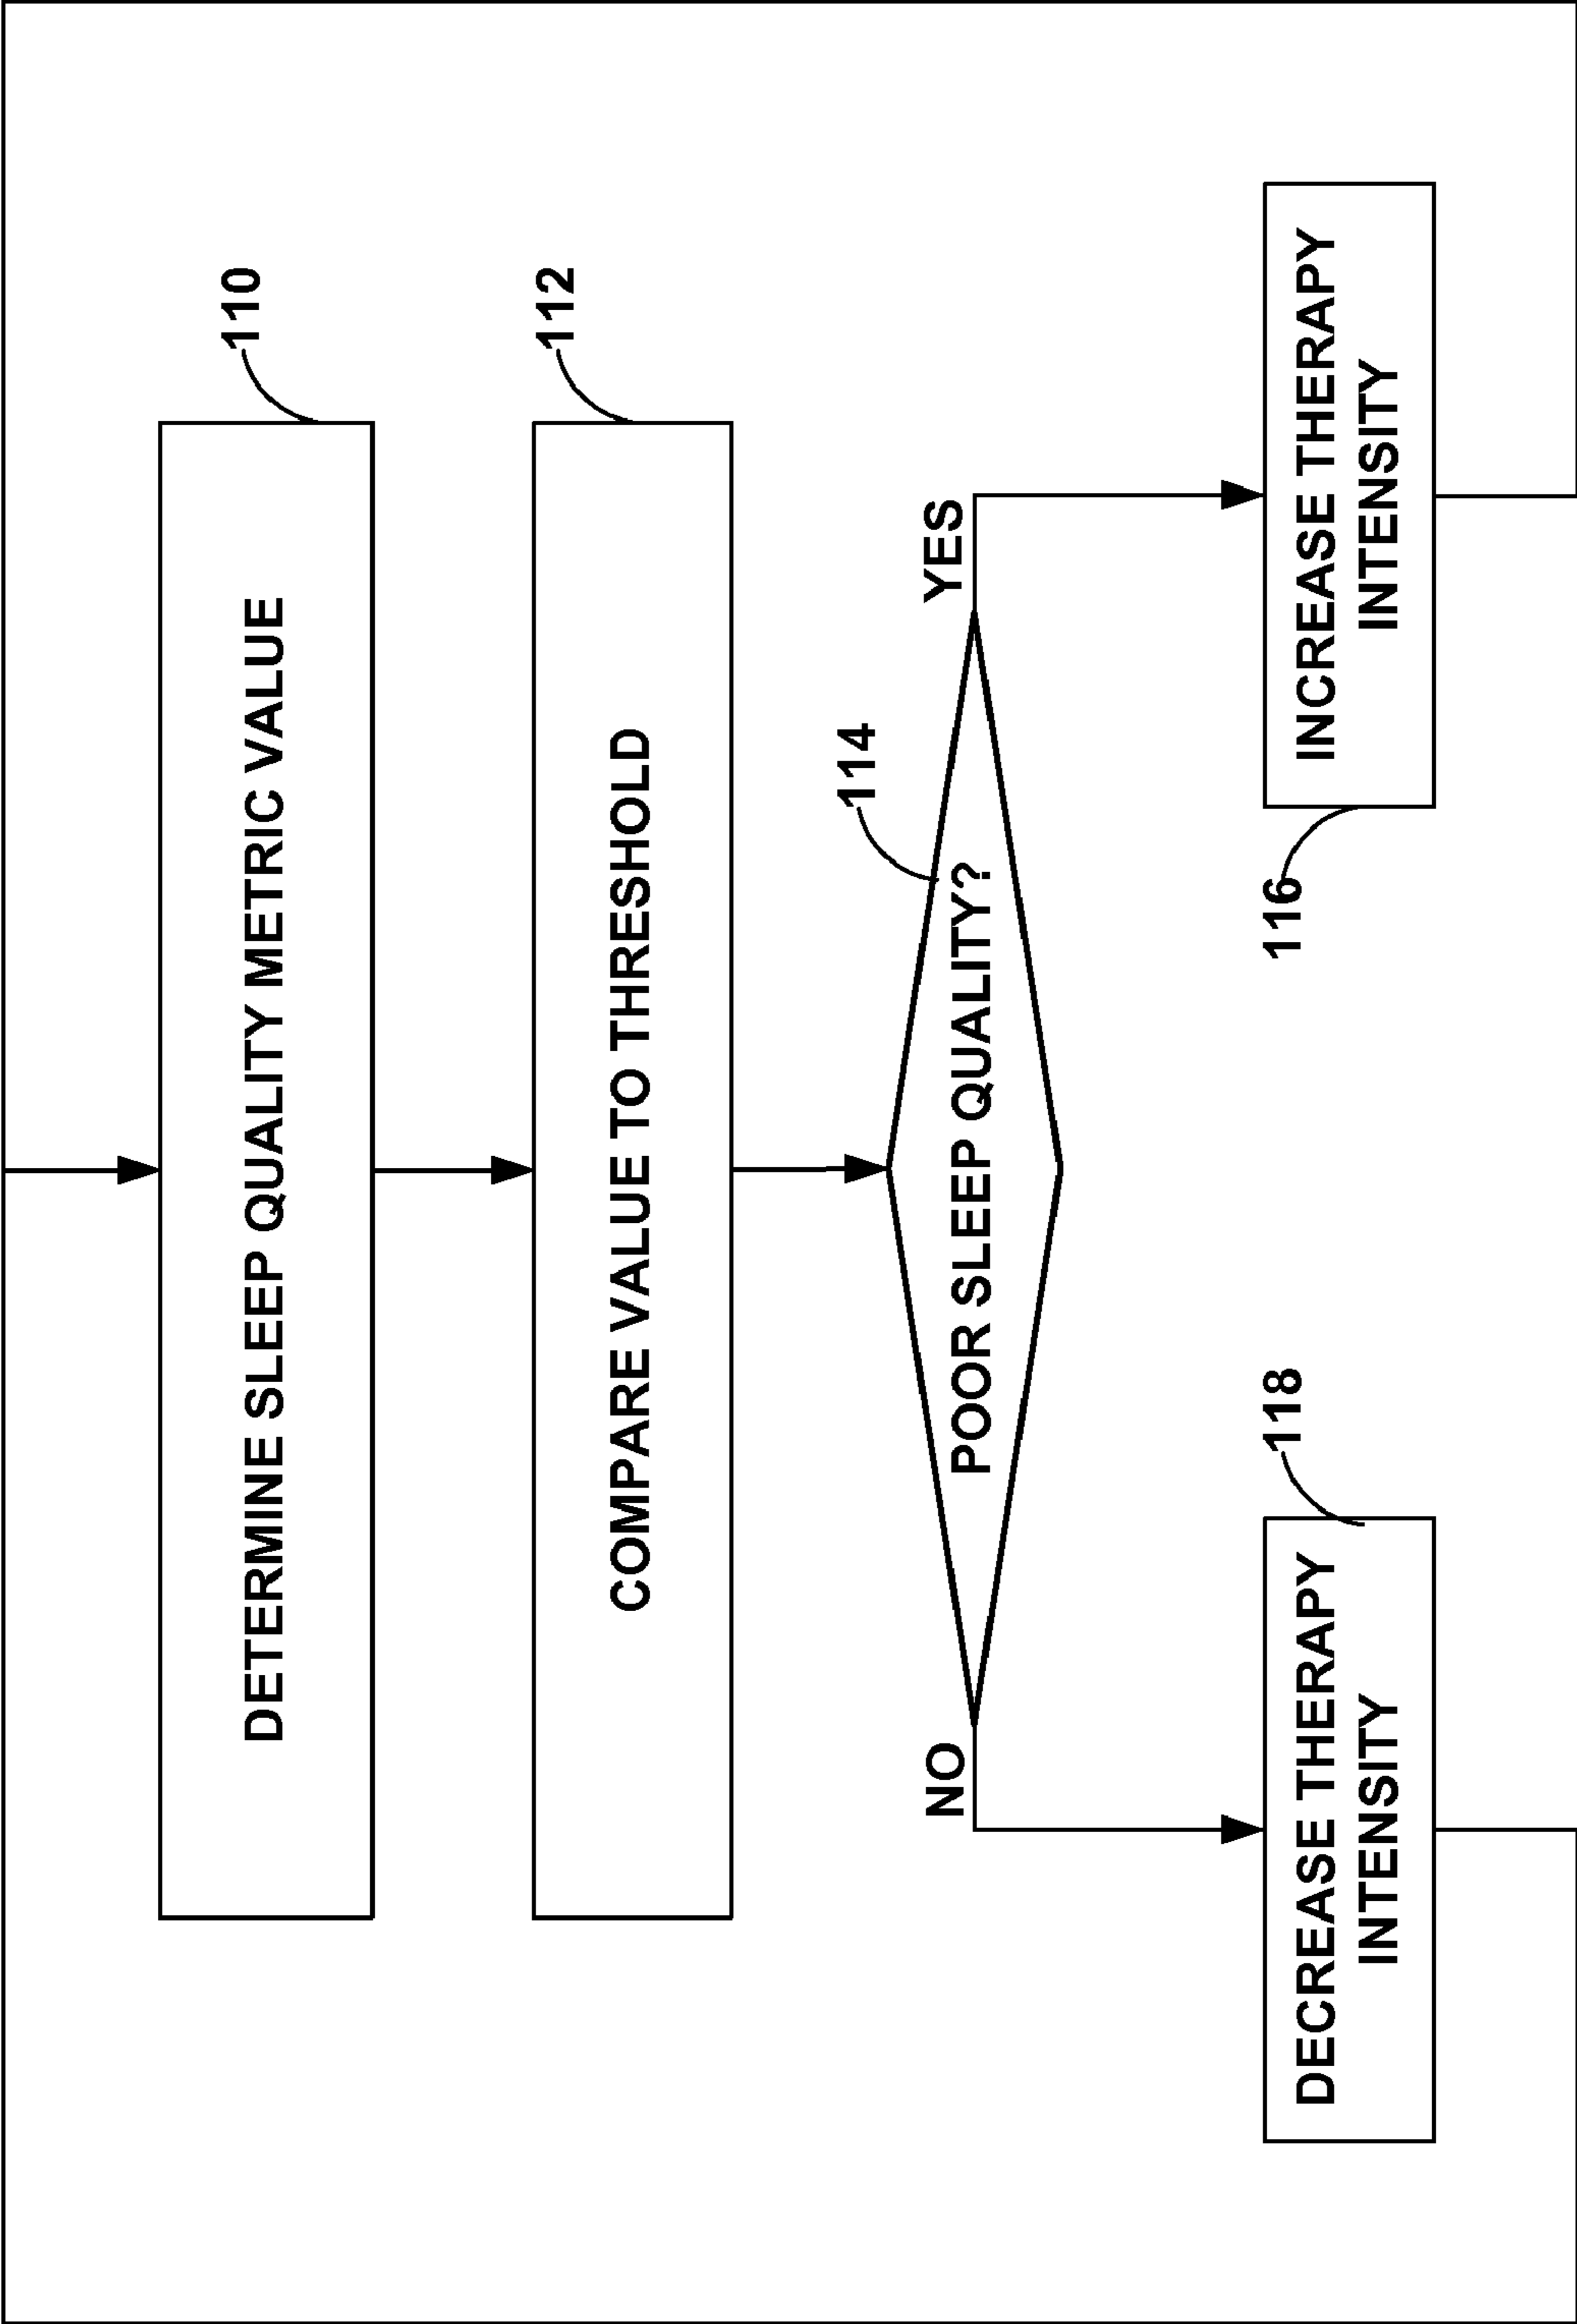 DETERMINE SLEEP QUALITY METRIC VALUE
110
COMPARE VALUE TO THRESHOLD
112
114
NO
POOR SLEEP QUALITY?
YES
118
116
DECREASE THERAPY
INTENSITY
INCREASE THERAPY
INTENSITY